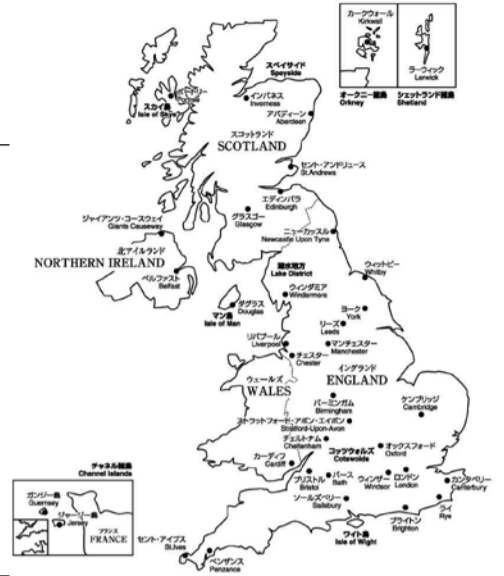 カークウォール
Kirkwall
ラーウィック
Lerwick
オークニー諸島
Orkney
シェットランド諸島
Shetland
スペイサイド
Speyside
スカイ島
Isle of Skye
インバネス
Inverness
アバディーン
Aberdeen
スコットランド
SCOTLAND
セント・アンドリュース
St.Andrews
エディンバラ
Edinburgh
グラスゴー
Glasgow
ジャイアンツ・コースウェイ
Giants Causeway
ニューカッスル
Newcastle Upon Tyne
北アイルランド
NORTHERN IRELAND
ベルファスト
Belfast
湖水地方
Lake District
ウィットビー
Whitby
ウィンダミア
Windermere
マン島
Isle of Man
ダグラス
Douglas
ヨーク
York
リーズ
Leeds
リバプール
Liverpool
マンチェスター
Manchester
チェスター
Chester
イングランド
ENGLAND
ウェールズ
WALES
バーミンガム
Birmingham
ケンブリッジ
Cambridge
ストラットフォード・アポン・エイボン
Stratford-Upon-Avon
チェルトナム
Cheltenham
コッツウォルズ
Cotswolds
オックスフォード
Oxford
カーディフ
Cardiff
ブリストル
Bristol
バース
Bath
ウィンザー
Windsor
ロンドン
London
カンタベリー
Canterbury
ソールズベリー
Salisbury
ライ
Rye
ブライトン
Brighton
ワイト島
Isle of Wight
セント・アイブス
St.Ives
ペンザンス
Penzance
チャネル諸島
Channel Islands
ガンジー島
Guernsey
ジャージー島
Jersey
フランス
FRANCE